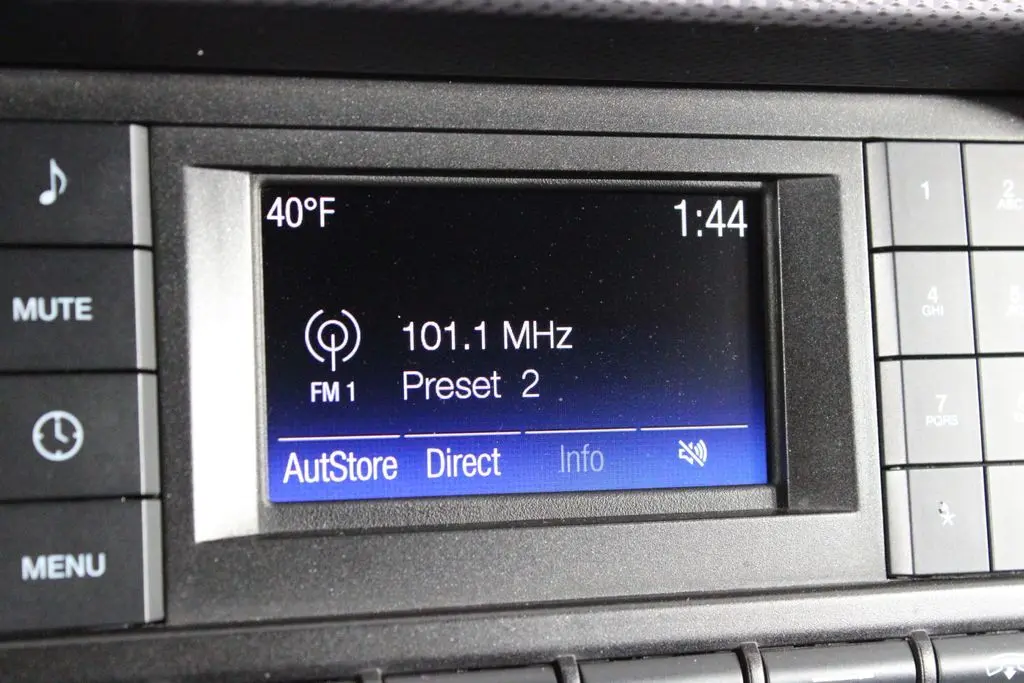 40°F 1:44
101.1 MHz
FM 1 Preset 2
AutStore Direct Info
MUTE
MENU
1
2
ABC
4
GHI
7
PQRS
*